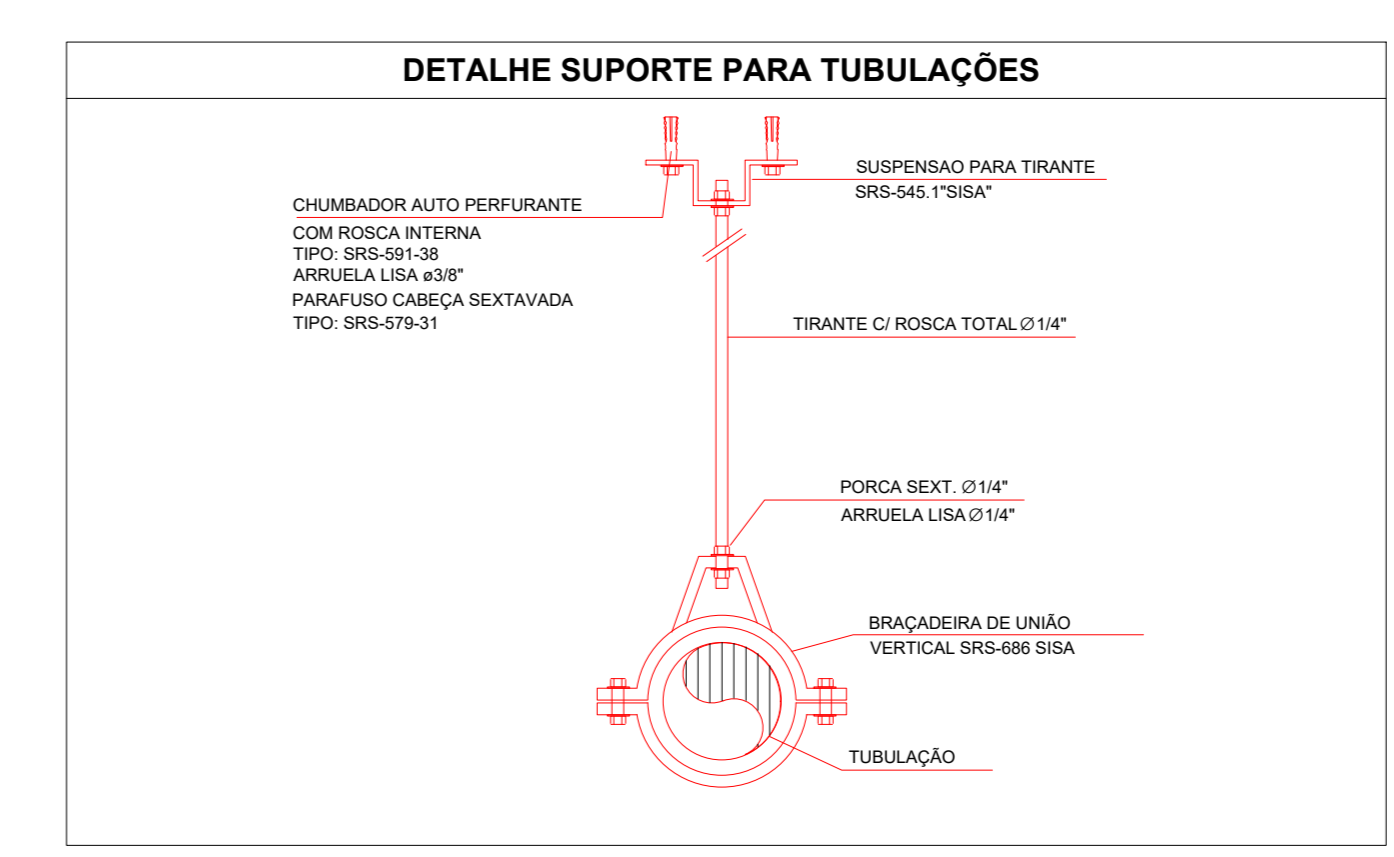 DETALHE SUPORTE PARA TUBULAÇÕES
SUSPENSAO PARA TIRANTE
SRS-545.1"SISA"
CHUMBADOR AUTO PERFURANTE
COM ROSCA INTERNA
TIPO: SRS-591-38
ARRUELA LISA ø3/8"
PARAFUSO CABEÇA SEXTAVADA
TIPO: SRS-579-31
TIRANTE C/ ROSCA TOTAL∅1/4"
PORCA SEXT. ∅1/4"
ARRUELA LISA∅1/4"
BRAÇADEIRA DE UNIÃO
VERTICAL SRS-686 SISA
TUBULAÇÃO